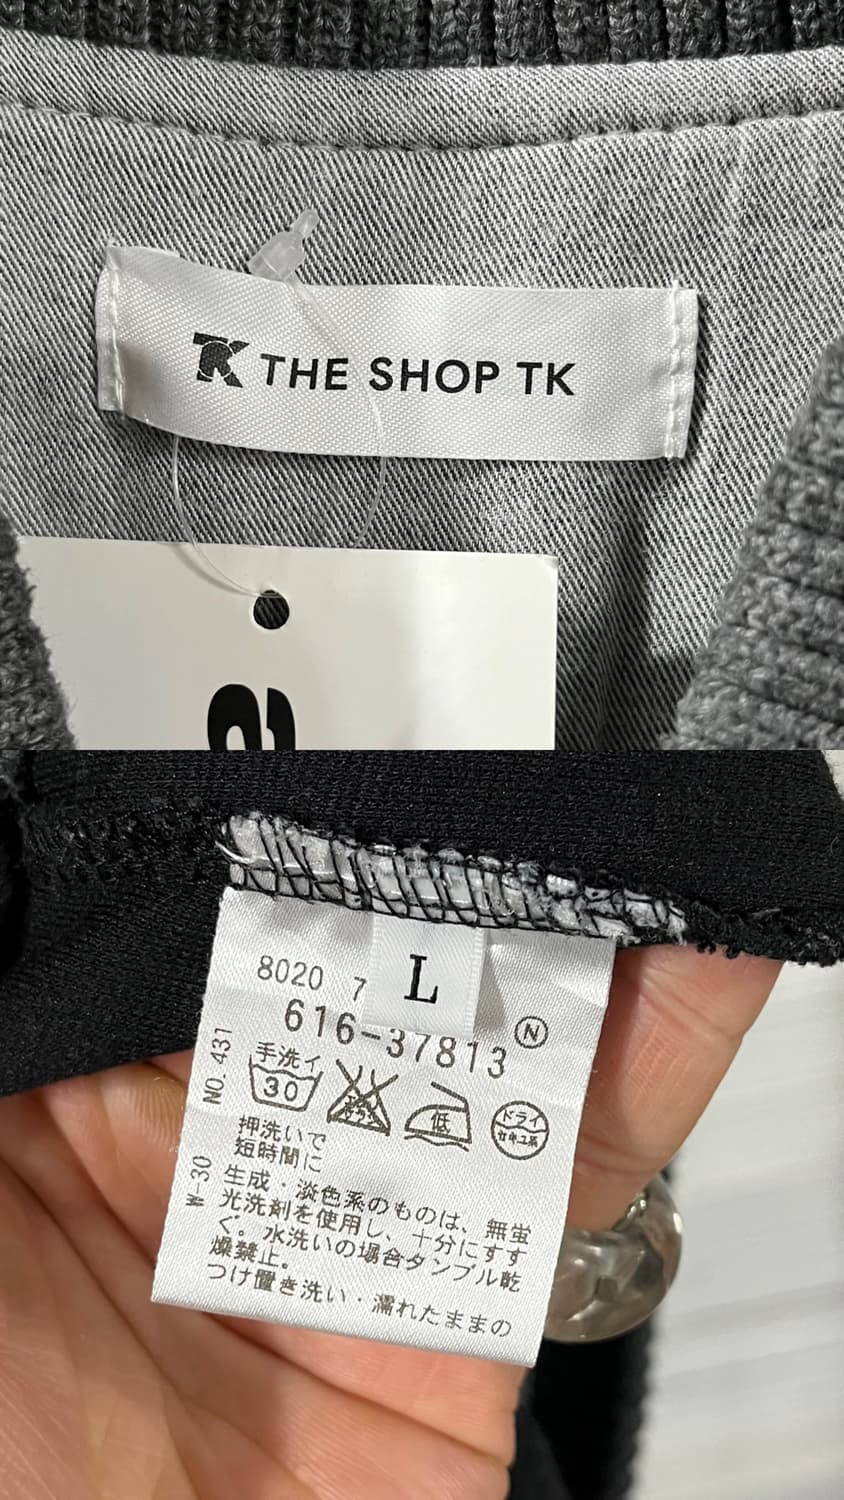 TK THE SHOP TK
a
8020 7
L
616-37813
N
NO. 431
手洗イ
30
低
ドライ
セキユ系
押洗いで
短時間に
W-30
生成・淡色系のものは、無蛍
光洗剤を使用し、十分にすす
ぐ。水洗いの場合タンブル乾
燥禁止。
つけ置き洗い・濡れたままの